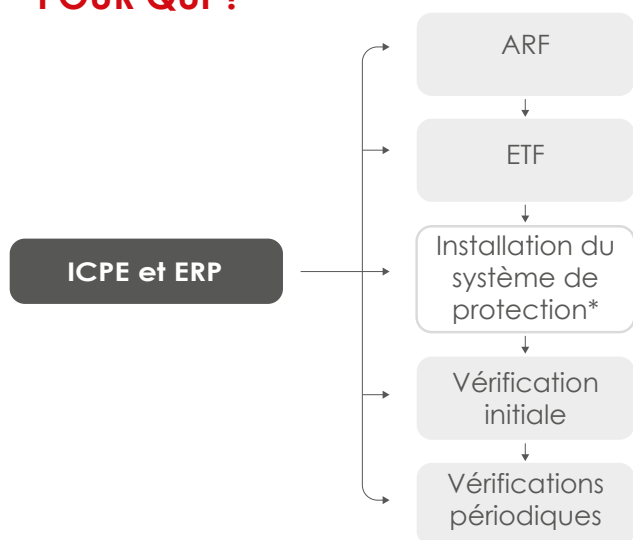 POUR QUI ?
ARF
ETF
ICPE et ERP
Installation du
système de
protection*
Vérification
initiale
Vérifications
périodiques